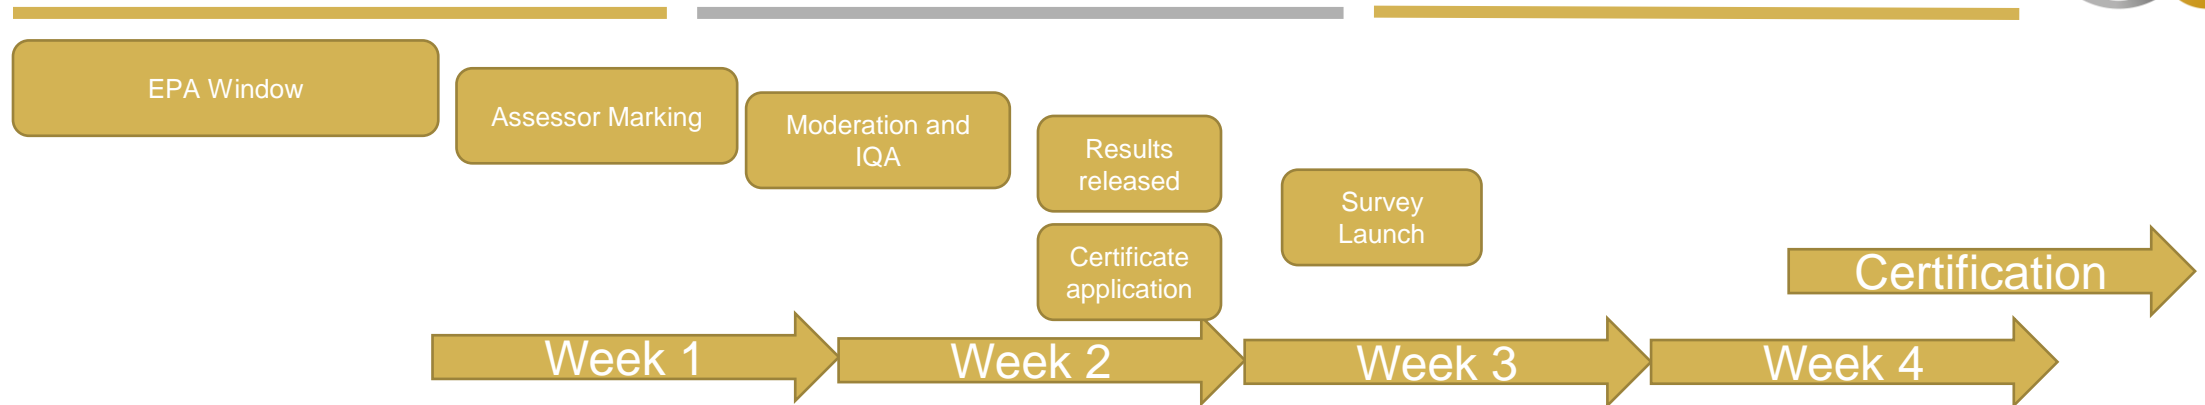 EPA Window
Assessor Marking
Moderation and
IQA
Results
released
Certificate
application
Survey
Launch
Certification
Week 1
Week 2
Week 3
Week 4